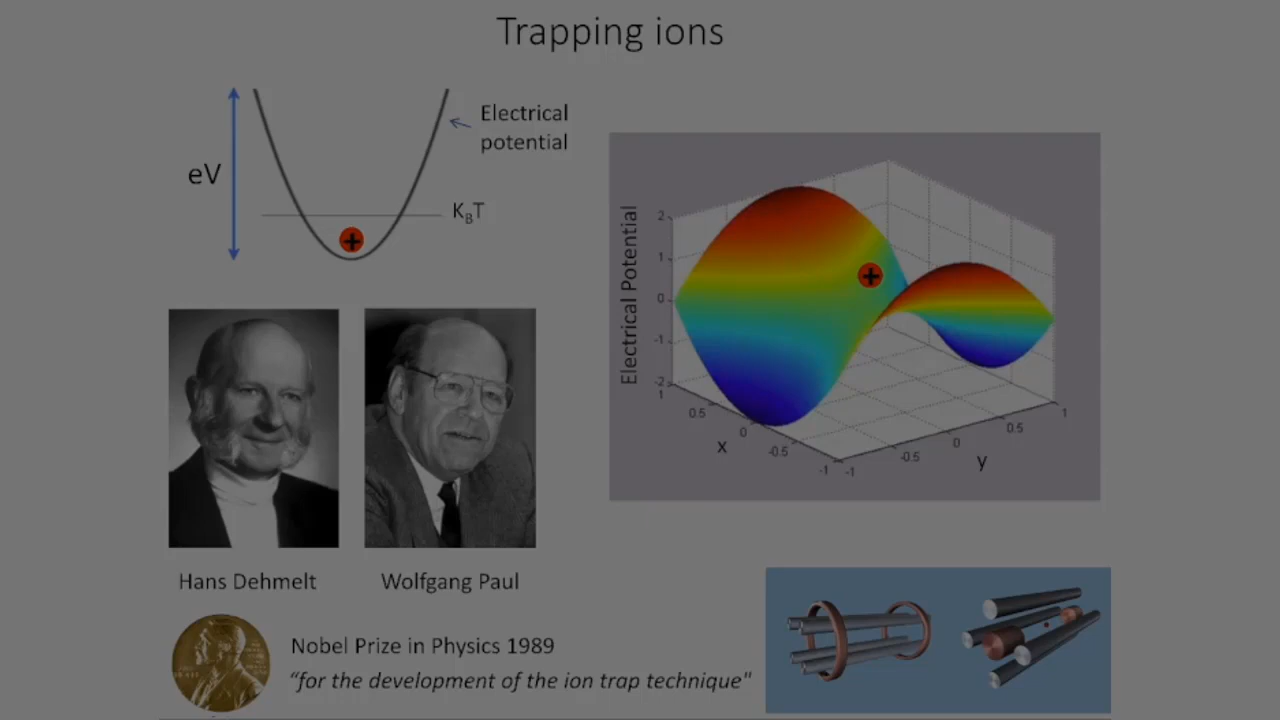 Trapping ions
Electrical
potential
eV
K_BT
+
Electrical Potential
2
1
0
-1
-2
1
0.5
0
-0.5
-1
x
-1
-0.5
0
0.5
1
y
+
Hans Dehmelt
Wolfgang Paul
Nobel Prize in Physics 1989
“for the development of the ion trap technique"